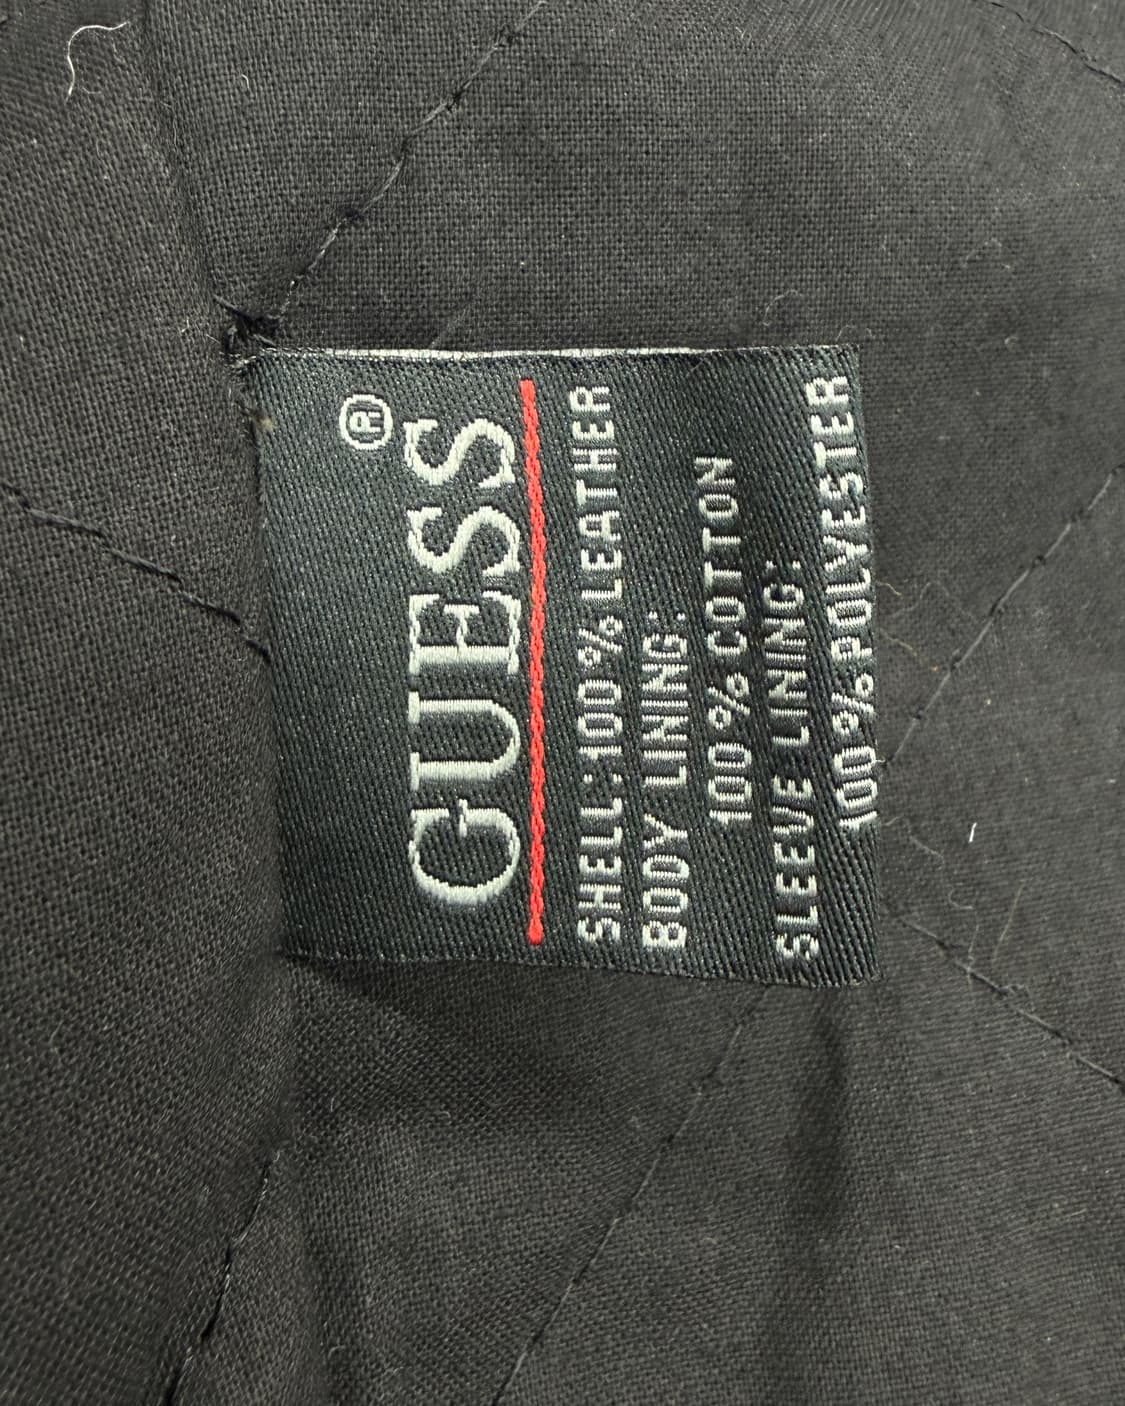 GUESS®
SHELL:100% LEATHER
BODY LINING:
100% COTTON
SLEEVE LINING:
100% POLYESTER